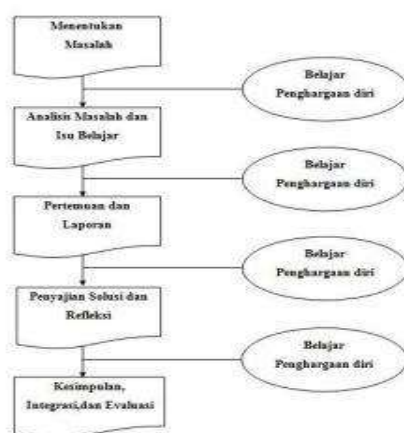 Menentukan
Masalah
Belajar
Penghargaan diri
Analisis Masalah dan
Isu Belajar
Belajar
Penghargaan diri
Pertemuan dan
Laporan
Belajar
Penghargaan diri
Penyajian Solusi dan
Refleksi
Belajar
Penghargaan diri
Kesimpulan,
Integrasi,dan Evaluasi